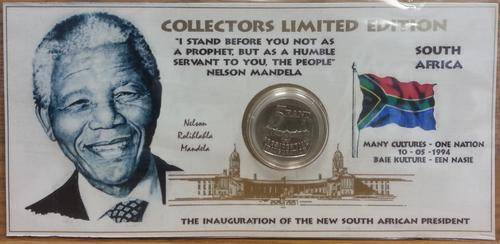 COLLECTORS LIMITED EDITION
"I STAND BEFORE YOU NOT AS
A PROPHET, BUT AS A HUMBLE
SERVANT TO YOU, THE PEOPLE"
NELSON MANDELA
SOUTH
AFRICA
Nelson
Rolihlahla
Mandela
5 RAND
MANY CULTURES - ONE NATION
10 - 05 -1994
BAIE KULTURE - EEN NASIE
THE INAUGURATION OF THE NEW SOUTH AFRICAN PRESIDENT